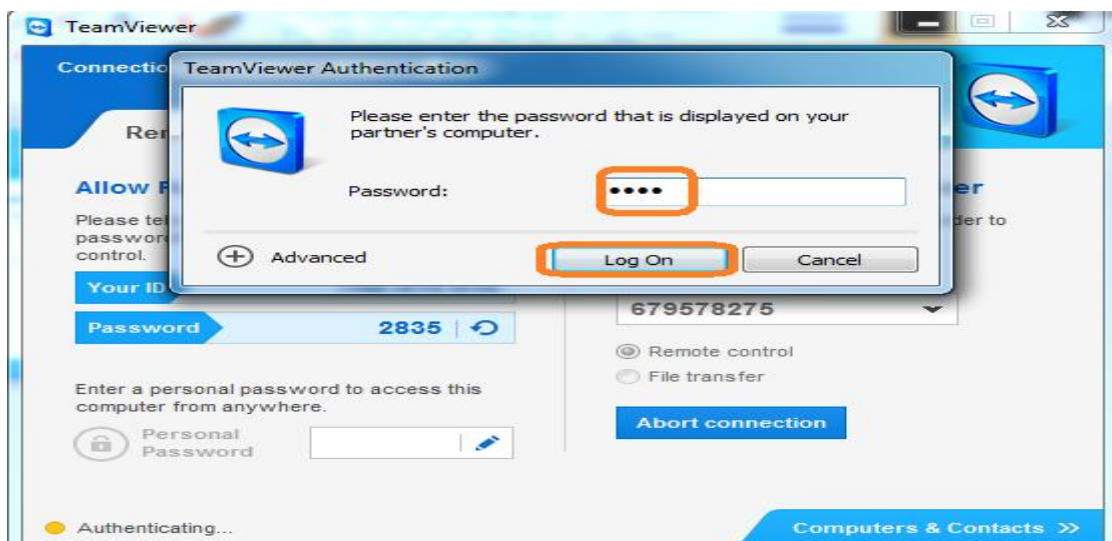 TeamViewer
Connectio
TeamViewer Authentication
Please enter the password that is displayed on your
partner's computer.
Password:
••••
Advanced
Log On
Cancel
Rer
Allow F
er
Please tel
der to
password
control.
Your ID
Password
2835
Enter a personal password to access this
computer from anywhere.
Personal
Password
679578275
Remote control
File transfer
Abort connection
Authenticating...
Computers & Contacts >>